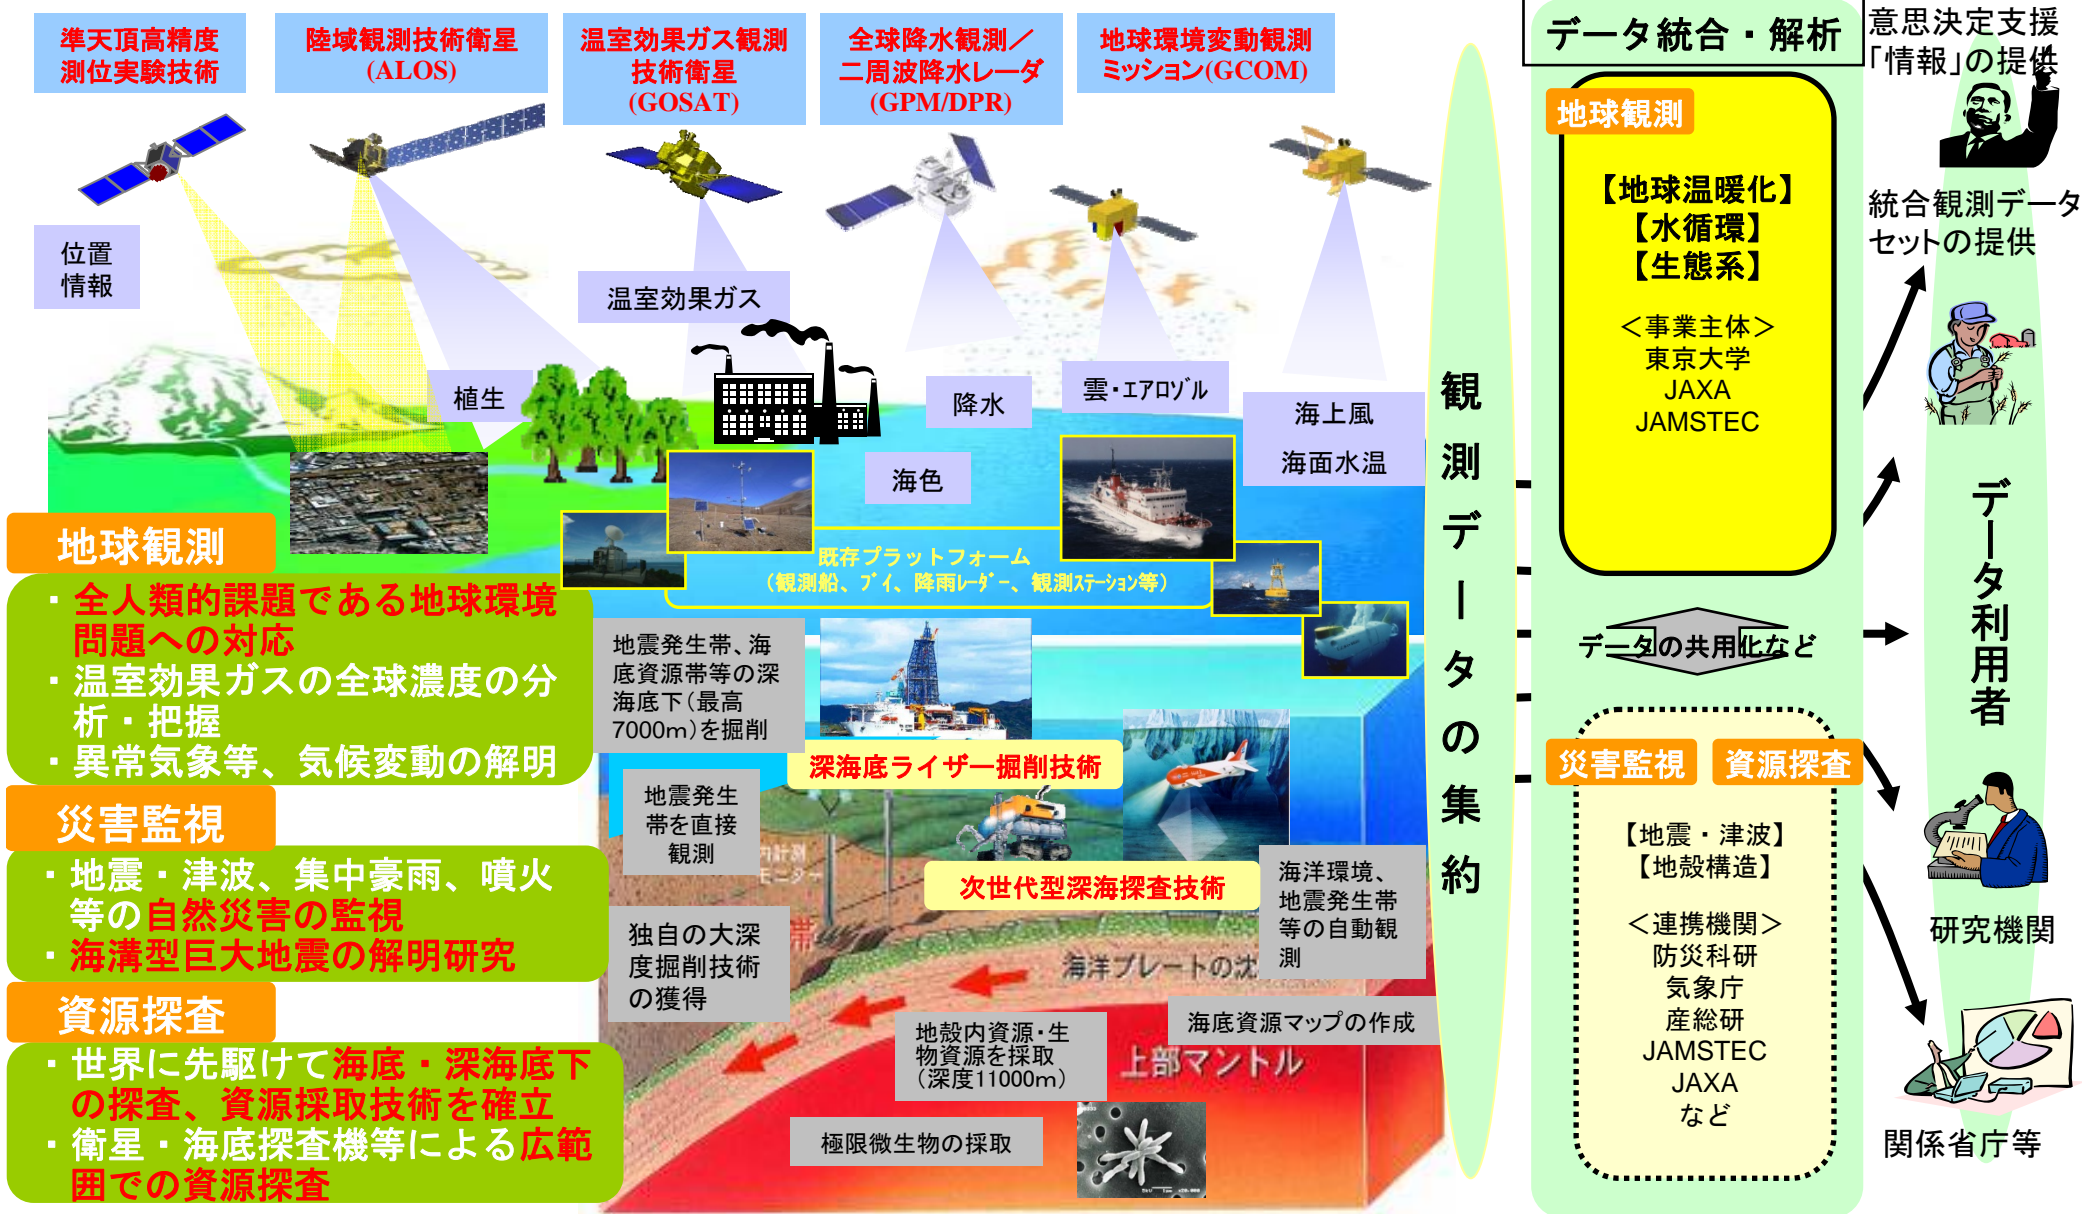 準天頂高精度
測位実験技術
陸域観測技術衛星
(ALOS)
温室効果ガス観測
技術衛星
(GOSAT)
全球降水観測／
二周波降水レーダ
(GPM/DPR)
地球環境変動観測
ミッション(GCOM)
位置
情報
植生
温室効果ガス
降水
海色
雲・エアロゾル
海上風
海面水温
既存プラットフォーム
（観測船、ブイ、降雨レーダー、観測ステーション等）
地球観測
・全人類的課題である地球環境
問題への対応
・温室効果ガスの全球濃度の分
析・把握
・異常気象等、気候変動の解明
災害監視
・地震・津波、集中豪雨、噴火
等の自然災害の監視
・海溝型巨大地震の解明研究
資源探査
・世界に先駆けて海底・深海底下
の探査、資源採取技術を確立
・衛星・海底探査機等による広範
囲での資源探査
地震発生帯、海
底資源帯等の深
海底下（最高
7000m）を掘削
深海底ライザー掘削技術
地震発生
帯を直接
観測
計測
モニター
次世代型深海探査技術
海洋環境、
地震発生帯
等の自動観
測
独自の大深
度掘削技術
の獲得
帯
海洋プレートの沈
海底資源マップの作成
地殻内資源・生
物資源を採取
（深度11000m）
上部マントル
極限微生物の採取
観測データの集約
データ統合・解析
地球観測
【地球温暖化】
【水循環】
【生態系】
＜事業主体＞
東京大学
JAXA
JAMSTEC
データの共用化など
災害監視
資源探査
【地震・津波】
【地殻構造】
＜連携機関＞
防災科研
気象庁
産総研
JAMSTEC
JAXA
など
意思決定支援
「情報」の提供
統合観測データ
セットの提供
データ利用者
研究機関
関係省庁等